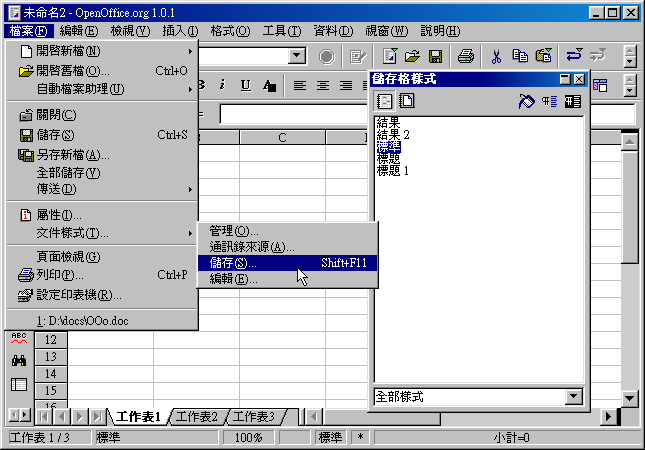 未命名2 - OpenOffice.org 1.0.1
檔案(F) 編輯(E) 檢視(V) 插入(I) 格式(O) 工具(T) 資料(D) 視窗(W) 說明(H)
開啓新檔(N)
開啓舊檔(O)... Ctrl+O
自動檔案助理(U)
關閉(C)
儲存(S) Ctrl+S
另存新檔(A)...
全部儲存(V)
傳送(D)
屬性(I)...
文件樣式(T)...
頁面檢視(G)
列印(P)... Ctrl+P
設定印表機(R)...
1: D:\docs\OOo.doc
管理(O)...
通訊錄來源(A)...
儲存(S)... Shift+F11
編輯(E)...
B i U A
=
B C
儲存格樣式
結果
結果 2
標準
標題
標題 1
全部樣式
ABC
12
13
14
15
16
工作表1 工作表2 工作表3
工作表 1 / 3 標準 100% 標準 * 小計=0